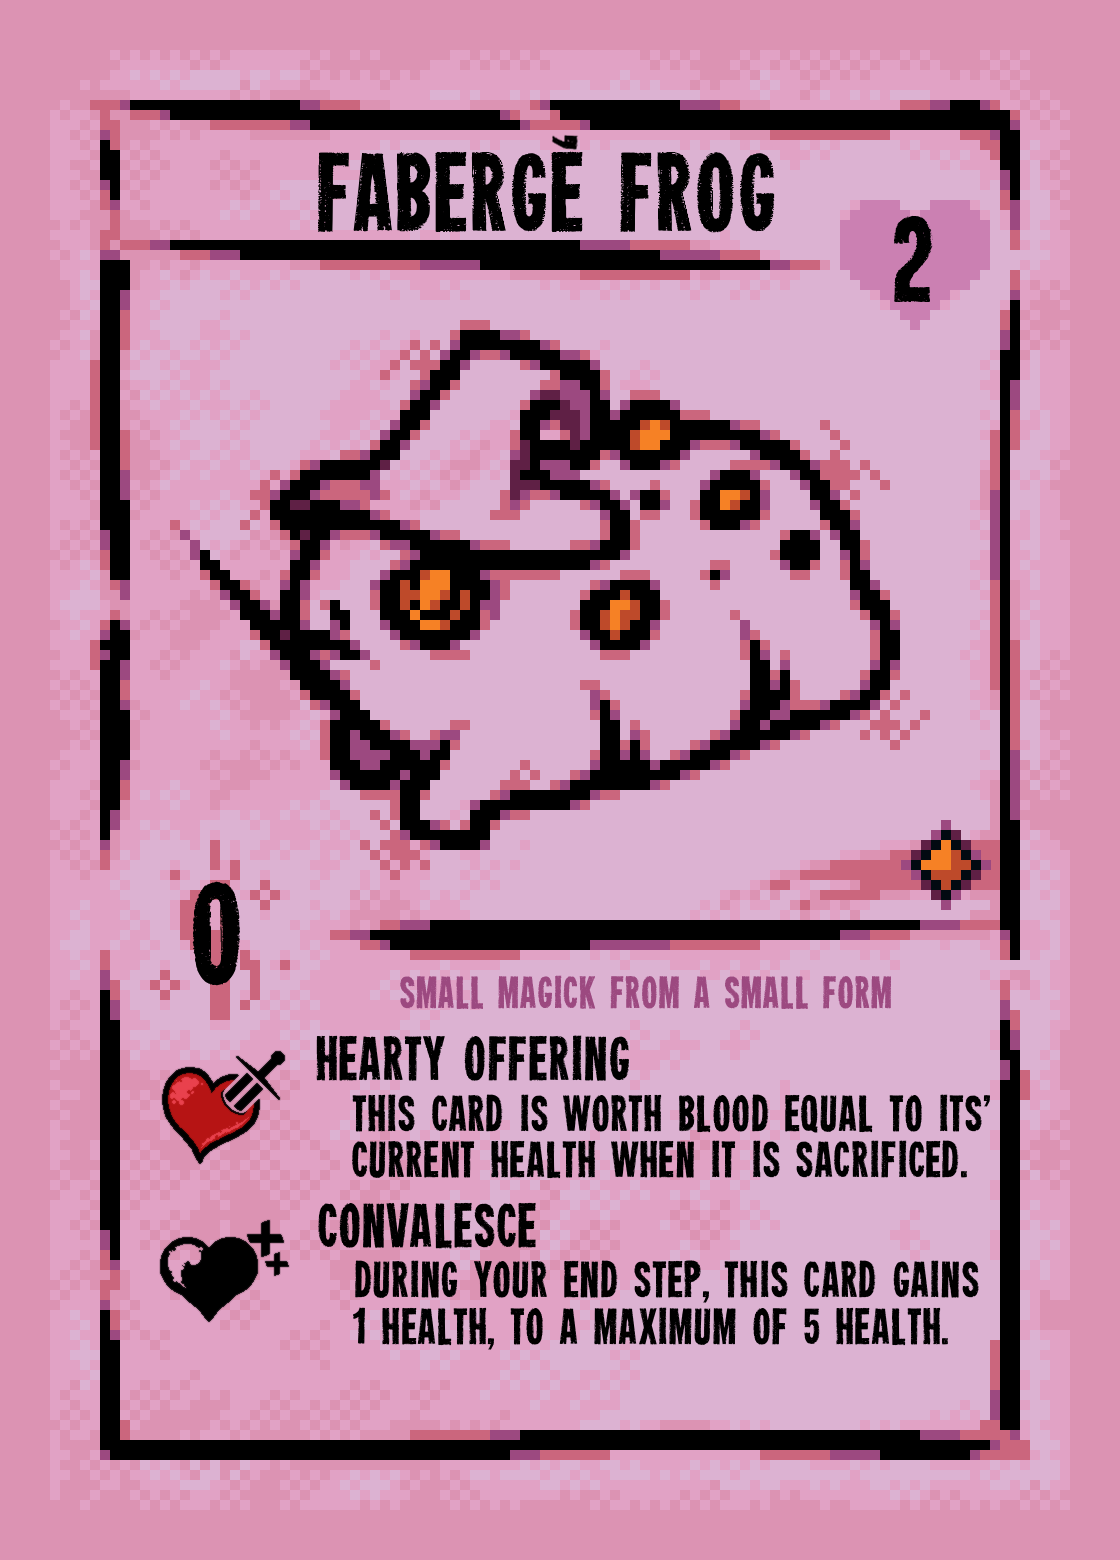 FABERGÉ FROG
2
0
SMALL MAGICK FROM A SMALL FORM
HEARTY OFFERING
THIS CARD IS WORTH BLOOD EQUAL TO ITS'
CURRENT HEALTH WHEN IT IS SACRIFICED.
CONVALESCE
DURING YOUR END STEP, THIS CARD GAINS
1 HEALTH, TO A MAXIMUM OF 5 HEALTH.